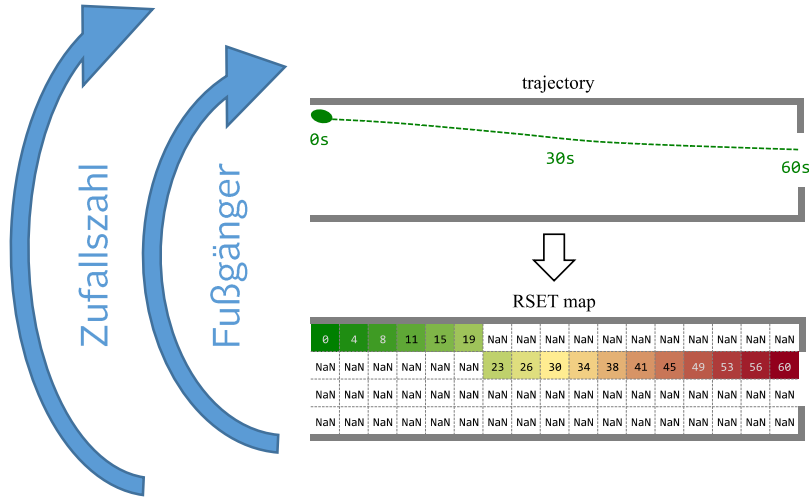 Zufallszahl
Fußgänger
trajectory
0s
30s
60s
RSET map
0 4 8 11 15 19 NaN NaN NaN NaN NaN NaN NaN NaN NaN NaN NaN
NaN NaN NaN NaN NaN NaN 23 26 30 34 38 41 45 49 53 56 60
NaN NaN NaN NaN NaN NaN NaN NaN NaN NaN NaN NaN NaN NaN NaN NaN NaN
NaN NaN NaN NaN NaN NaN NaN NaN NaN NaN NaN NaN NaN NaN NaN NaN NaN